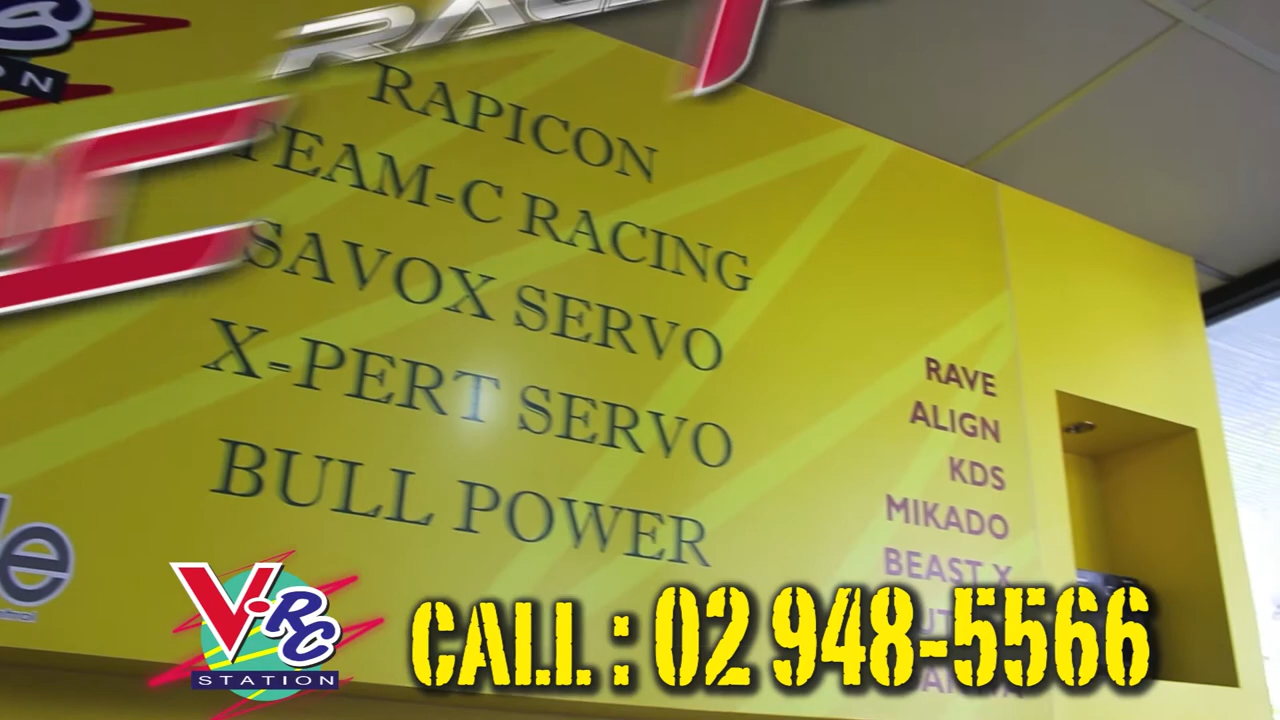 RAPICON
TEAM-C RACING
SAVOX SERVO
X-PERT SERVO
BULL POWER
RAVE
ALIGN
KDS
MIKADO
BEAST X
V-RC
STATION
CALL : 02 948-5566